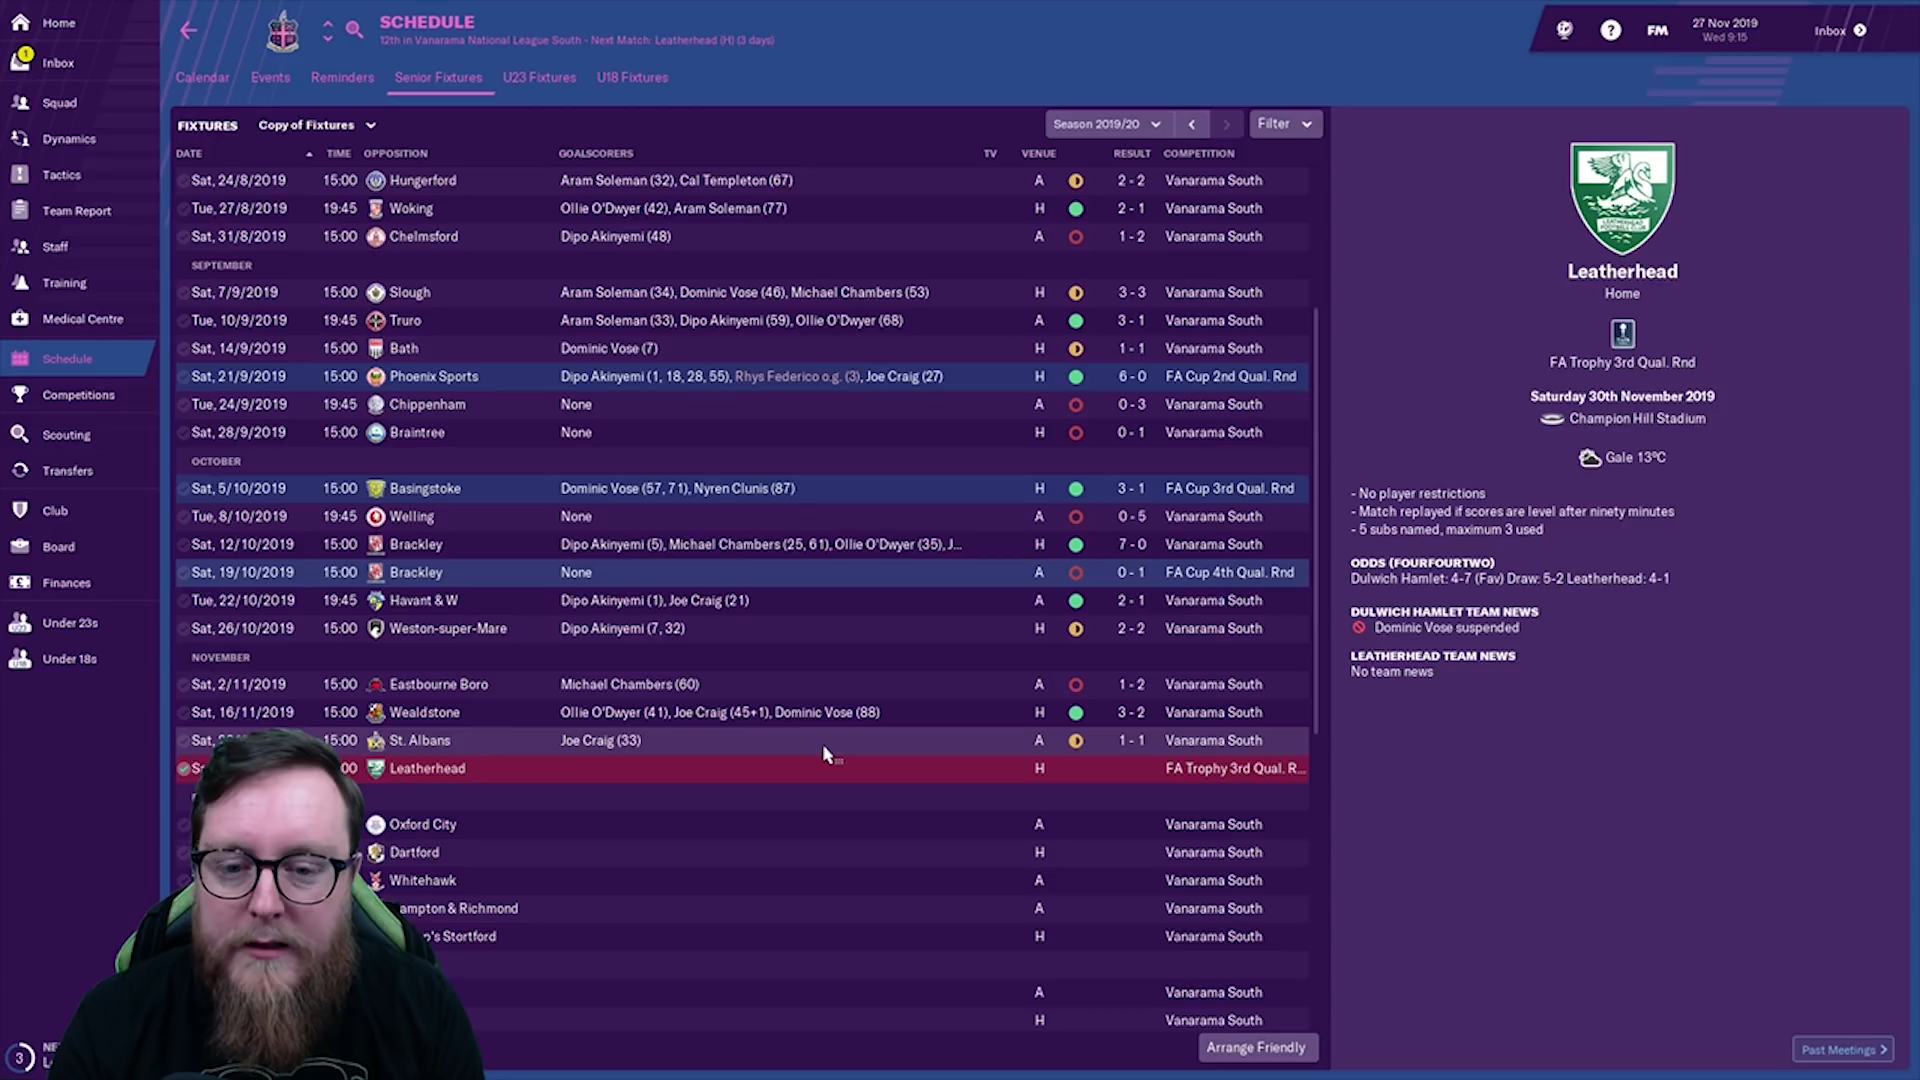 Home
1
Inbox
Squad
Dynamics
Tactics
Team Report
Staff
Training
Medical Centre
Schedule
Competitions
Scouting
Transfers
Club
Board
Finances
Under 23s
Under 18s
3
SCHEDULE
12th in Vanarama National League South - Next Match: Leatherhead (H) (3 days)
? FM 27 Nov 2019 Inbox
Wed 9:15
Calendar Events Reminders Senior Fixtures U23 Fixtures U18 Fixtures
FIXTURES Copy of Fixtures Season 2019/20 Filter
DATE TIME OPPOSITION GOALSCORERS TV VENUE RESULT COMPETITION
Sat, 24/8/2019 15:00 Hungerford Aram Soleman (32), Cal Templeton (67) A 2 - 2 Vanarama South
Tue, 27/8/2019 19:45 Woking Ollie O'Dwyer (42), Aram Soleman (77) H 2 - 1 Vanarama South
Sat, 31/8/2019 15:00 Chelmsford Dipo Akinyemi (48) A 1 - 2 Vanarama South
SEPTEMBER
Sat, 7/9/2019 15:00 Slough Aram Soleman (34), Dominic Vose (46), Michael Chambers (53) H 3 - 3 Vanarama South
Tue, 10/9/2019 19:45 Truro Aram Soleman (33), Dipo Akinyemi (59), Ollie O'Dwyer (68) A 3 - 1 Vanarama South
Sat, 14/9/2019 15:00 Bath Dominic Vose (7) H 1 - 1 Vanarama South
Sat, 21/9/2019 15:00 Phoenix Sports Dipo Akinyemi (1, 18, 28, 55), Rhys Federico o.g. (3), Joe Craig (27) H 6 - 0 FA Cup 2nd Qual. Rnd
Tue, 24/9/2019 19:45 Chippenham None A 0 - 3 Vanarama South
Sat, 28/9/2019 15:00 Braintree None H 0 - 1 Vanarama South
OCTOBER
Sat, 5/10/2019 15:00 Basingstoke Dominic Vose (57, 71), Nyren Clunis (87) H 3 - 1 FA Cup 3rd Qual. Rnd
Tue, 8/10/2019 19:45 Welling None A 0 - 5 Vanarama South
Sat, 12/10/2019 15:00 Brackley Dipo Akinyemi (5), Michael Chambers (25, 61), Ollie O'Dwyer (35), J... H 7 - 0 Vanarama South
Sat, 19/10/2019 15:00 Brackley None A 0 - 1 FA Cup 4th Qual. Rnd
Tue, 22/10/2019 19:45 Havant & W Dipo Akinyemi (1), Joe Craig (21) A 2 - 1 Vanarama South
Sat, 26/10/2019 15:00 Weston-super-Mare Dipo Akinyemi (7, 32) H 2 - 2 Vanarama South
NOVEMBER
Sat, 2/11/2019 15:00 Eastbourne Boro Michael Chambers (60) A 1 - 2 Vanarama South
Sat, 16/11/2019 15:00 Wealdstone Ollie O'Dwyer (41), Joe Craig (45+1), Dominic Vose (88) H 3 - 2 Vanarama South
Sat, 15:00 St. Albans Joe Craig (33) A 1 - 1 Vanarama South
Leatherhead H FA Trophy 3rd Qual. R...
Oxford City A Vanarama South
Dartford H Vanarama South
Whitehawk A Vanarama South
ampton & Richmond A Vanarama South
p's Stortford H Vanarama South
A Vanarama South
H Vanarama South
Arrange Friendly
LEATHERHEAD
FOOTBALL CLUB
Leatherhead
Home
FA Trophy 3rd Qual. Rnd
Saturday 30th November 2019
Champion Hill Stadium
Gale 13°C
- No player restrictions
- Match replayed if scores are level after ninety minutes
- 5 subs named, maximum 3 used
ODDS (FOURFOURTWO)
Dulwich Hamlet: 4-7 (Fav) Draw: 5-2 Leatherhead: 4-1
DULWICH HAMLET TEAM NEWS
Dominic Vose suspended
LEATHERHEAD TEAM NEWS
No team news
Past Meetings